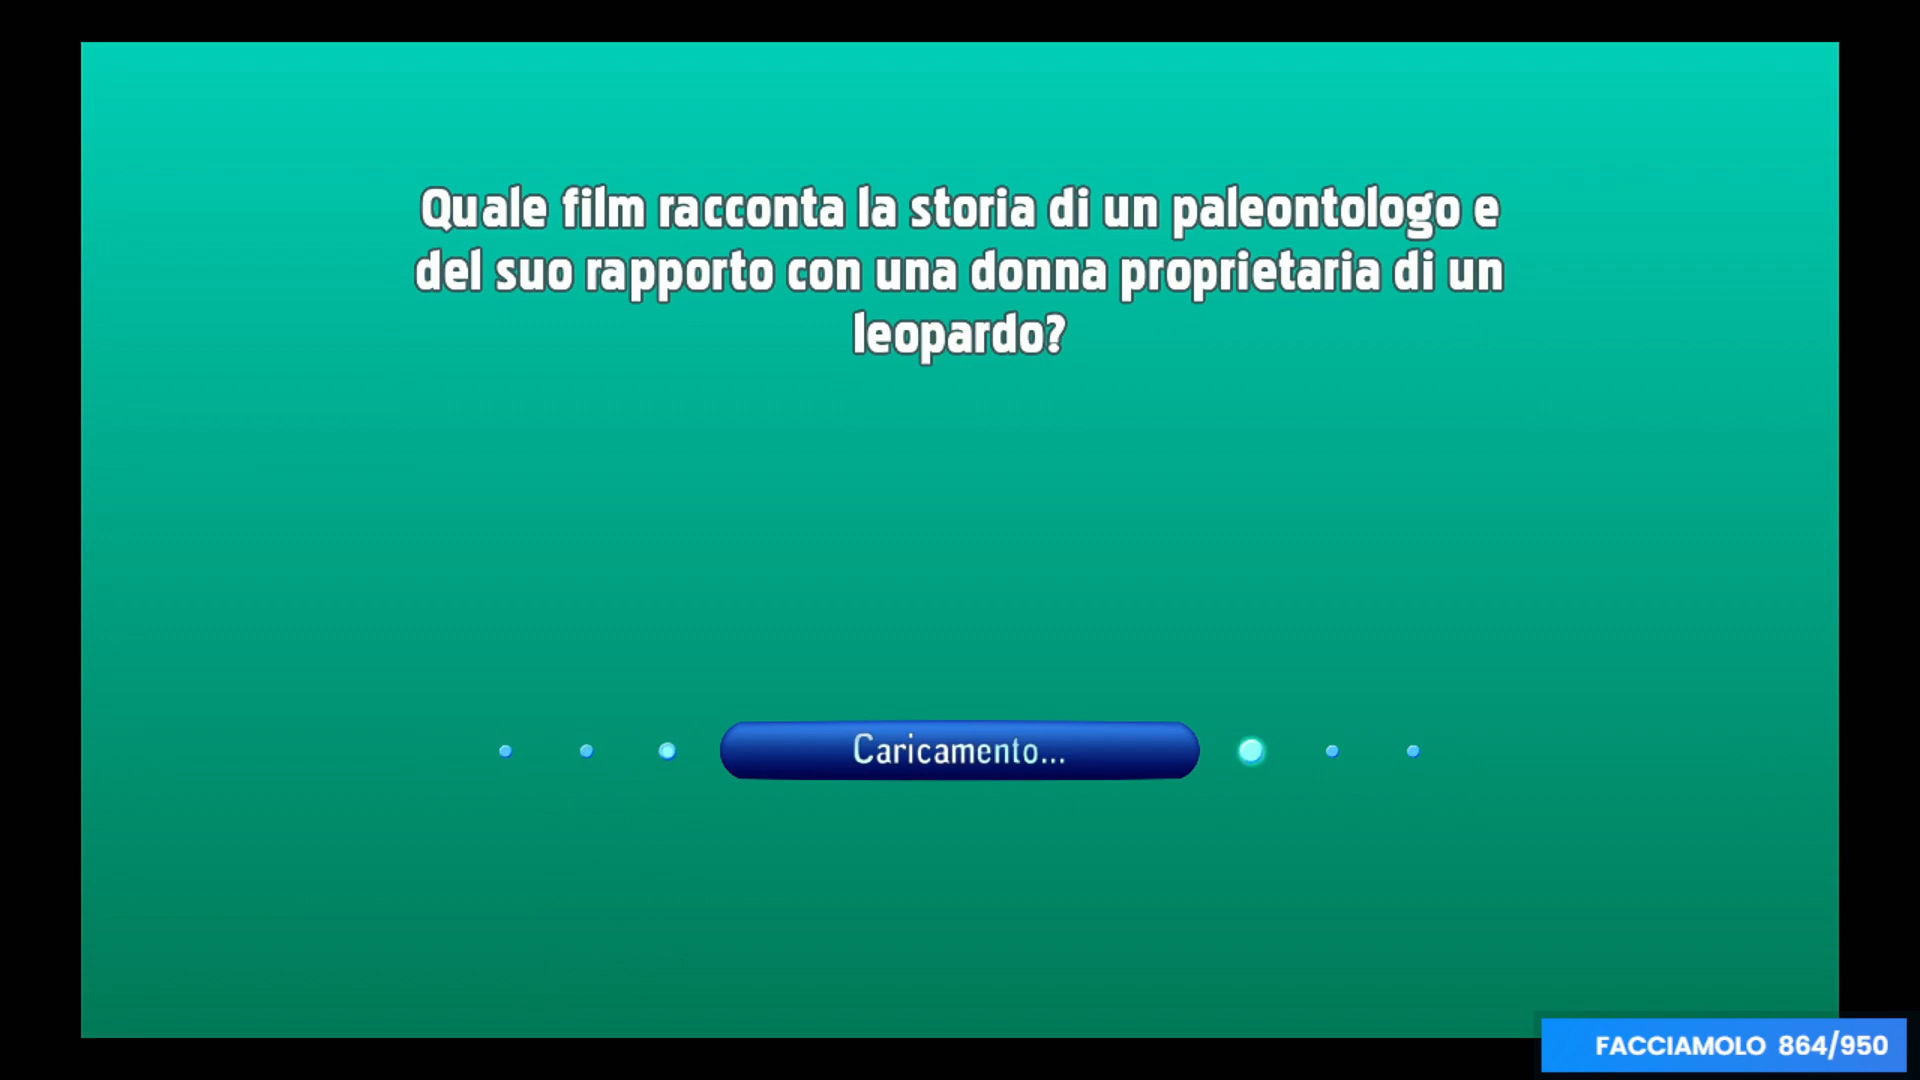 Quale film racconta la storia di un paleontologo e
del suo rapporto con una donna proprietaria di un
leopardo?
Caricamento...
FACCIAMOLO 864/950